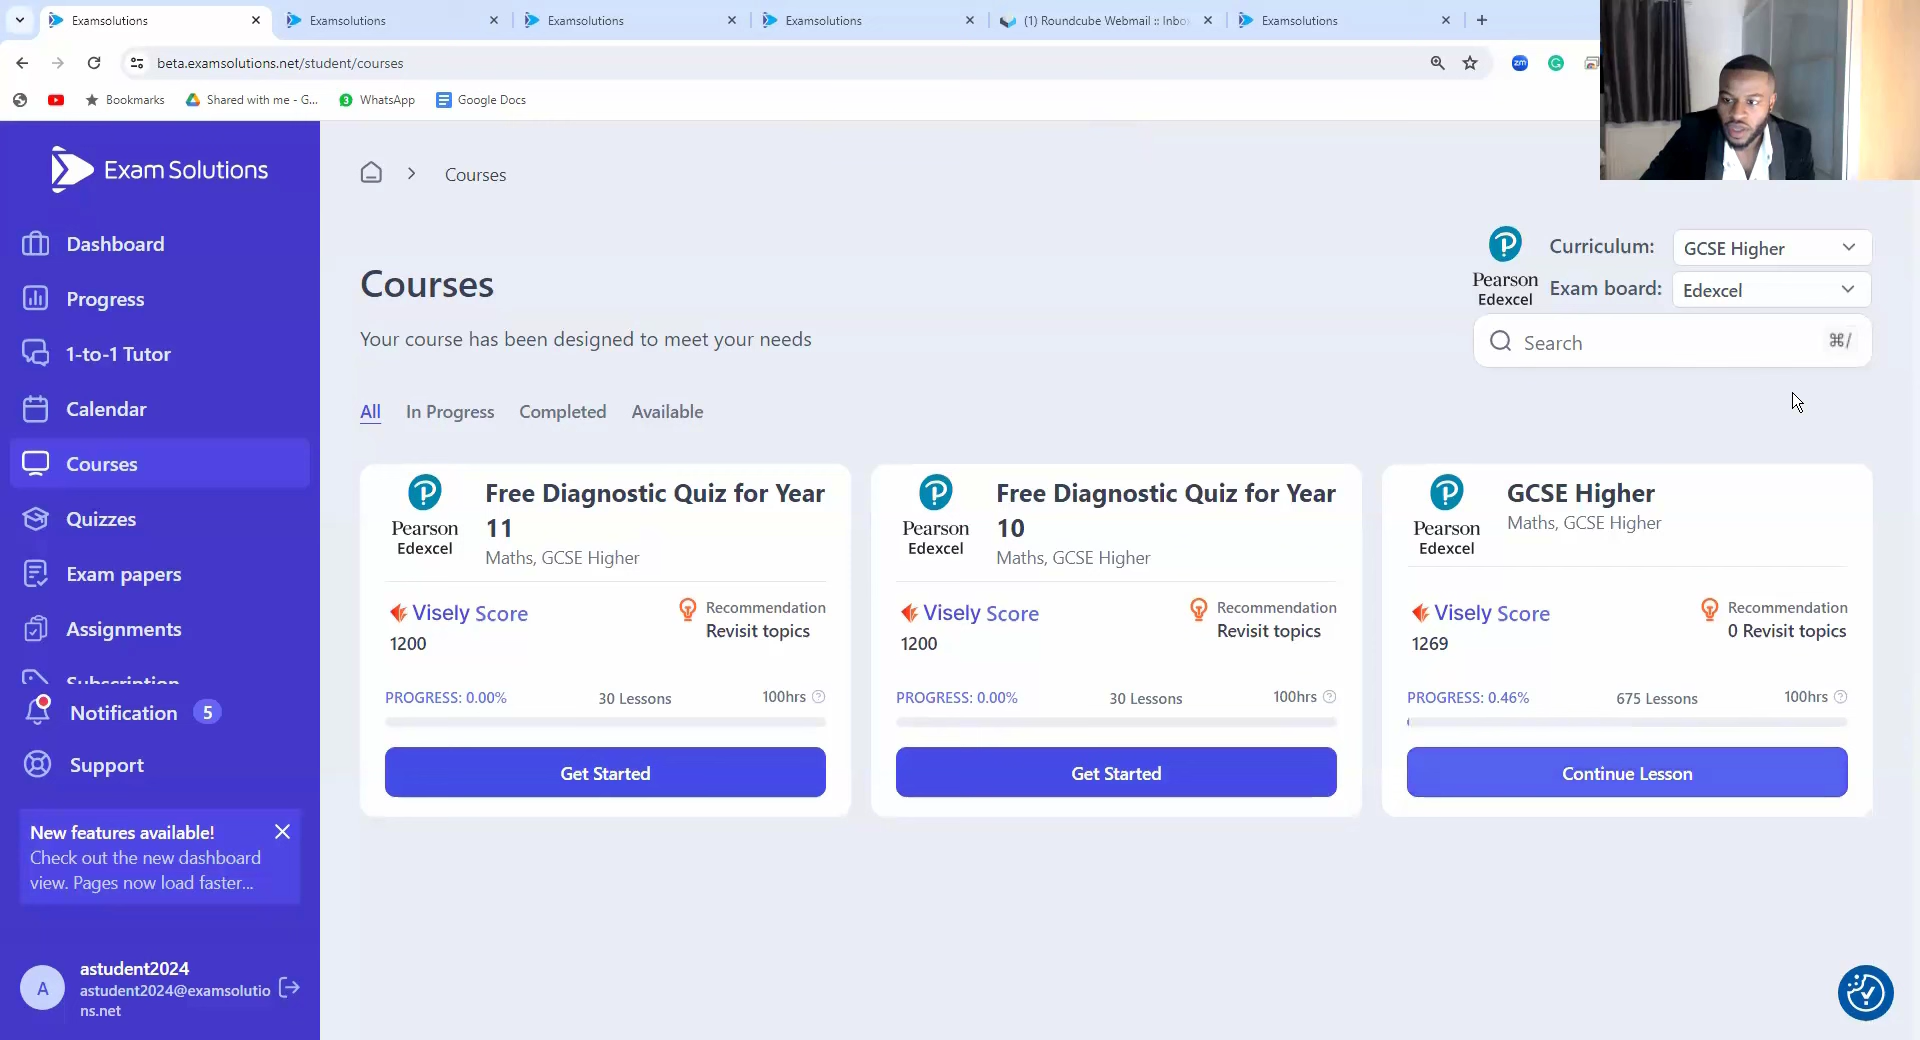 Examsolutions
Examsolutions
Examsolutions
Examsolutions
(1) Roundcube Webmail :: Inbo
Examsolutions
beta.examsolutions.net/student/courses
zm
Bookmarks
Shared with me - G...
3
WhatsApp
Google Docs
Exam Solutions
Dashboard
Progress
1-to-1 Tutor
Calendar
Courses
Quizzes
Exam papers
Assignments
Subscription
Notification 5
Support
New features available!
Check out the new dashboard
view. Pages now load faster...
A
astudent2024
astudent2024@examsolutio
ns.net
Courses
Courses
Your course has been designed to meet your needs
Pearson
Edexcel
Curriculum: GCSE Higher
Exam board: Edexcel
Search ⌘/
All In Progress Completed Available
Pearson
Edexcel
Free Diagnostic Quiz for Year
11
Maths, GCSE Higher
Visely Score
1200
Recommendation
Revisit topics
PROGRESS: 0.00% 30 Lessons 100hrs
Get Started
Pearson
Edexcel
Free Diagnostic Quiz for Year
10
Maths, GCSE Higher
Visely Score
1200
Recommendation
Revisit topics
PROGRESS: 0.00% 30 Lessons 100hrs
Get Started
Pearson
Edexcel
GCSE Higher
Maths, GCSE Higher
Visely Score
1269
Recommendation
0 Revisit topics
PROGRESS: 0.46% 675 Lessons 100hrs
Continue Lesson